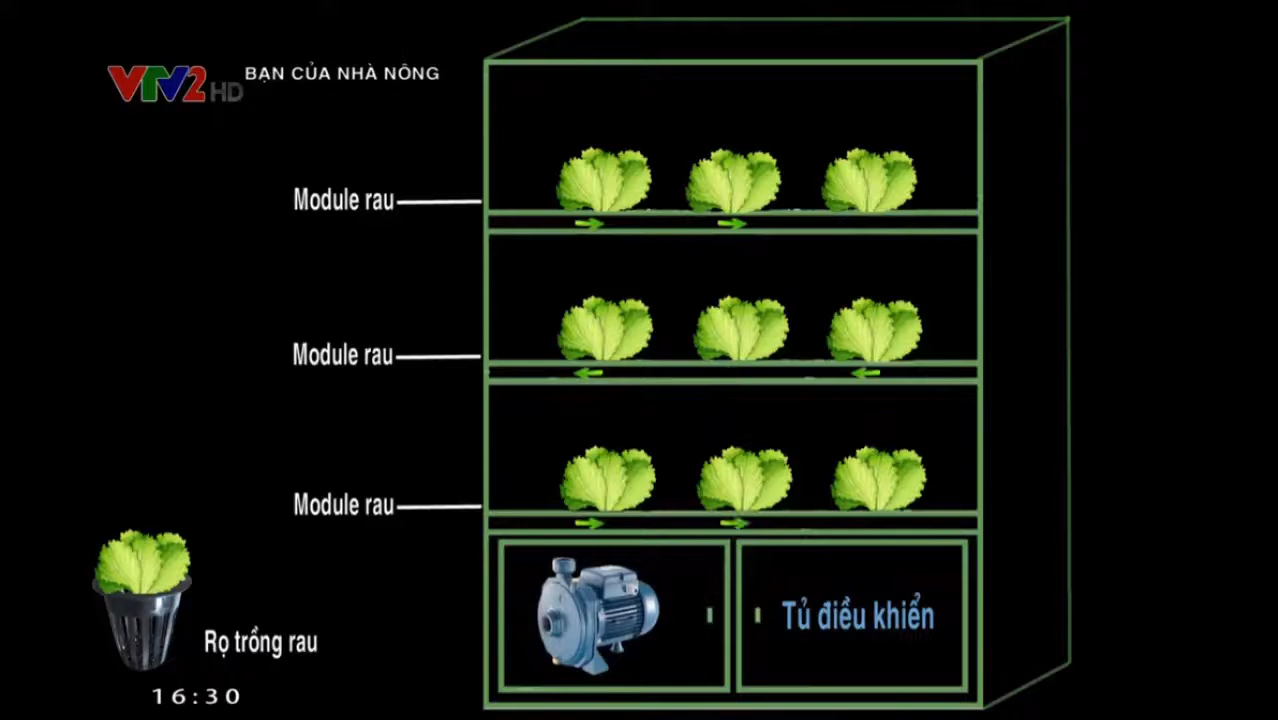 VTV2 HD
BẠN CỦA NHÀ NÔNG
Module rau
Module rau
Module rau
Tủ điều khiển
Rọ trồng rau
16:30